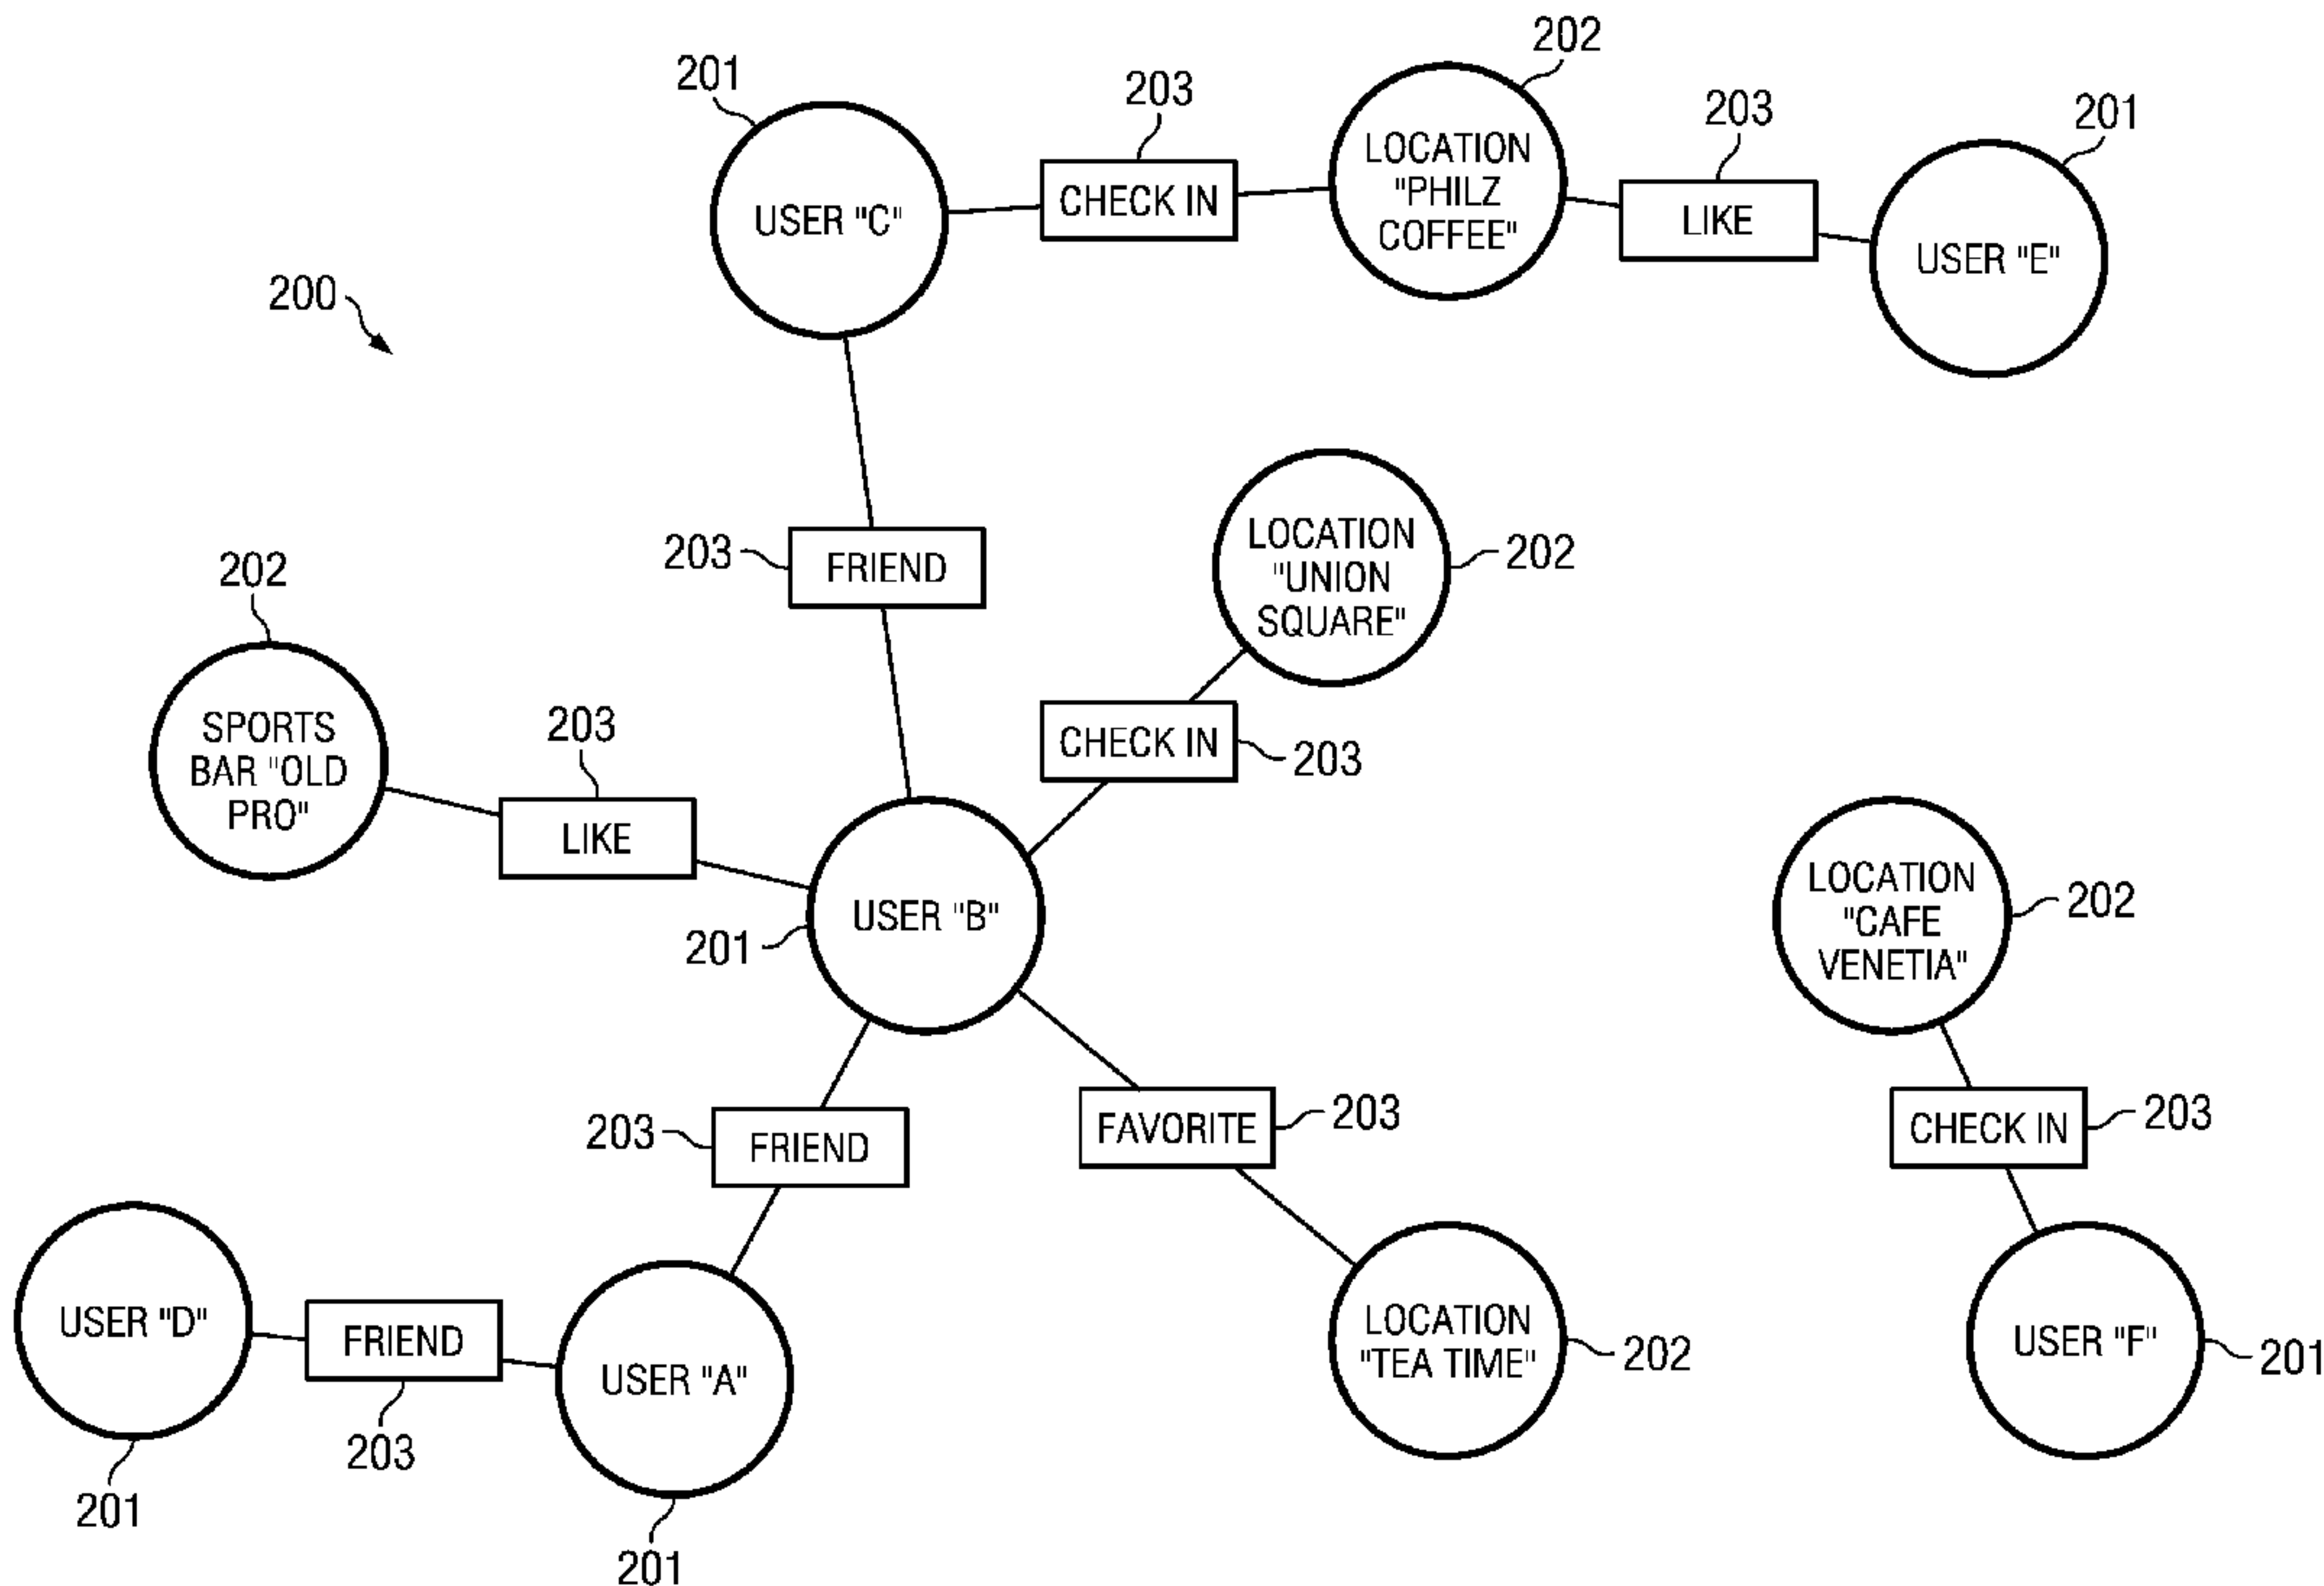 202
201
203
203
201
LOCATION
"PHILZ
COFFEE"
USER "C"
CHECK IN
LIKE
USER "E"
200
LOCATION
"UNION
SQUARE"
202
203
FRIEND
202
SPORTS
BAR "OLD
PRO"
203
LIKE
CHECK IN
203
USER "B"
201
LOCATION
"CAFE
VENETIA"
202
203
FRIEND
FAVORITE
203
CHECK IN
203
USER "D"
201
FRIEND
203
USER "A"
201
LOCATION
"TEA TIME"
202
USER "F"
201